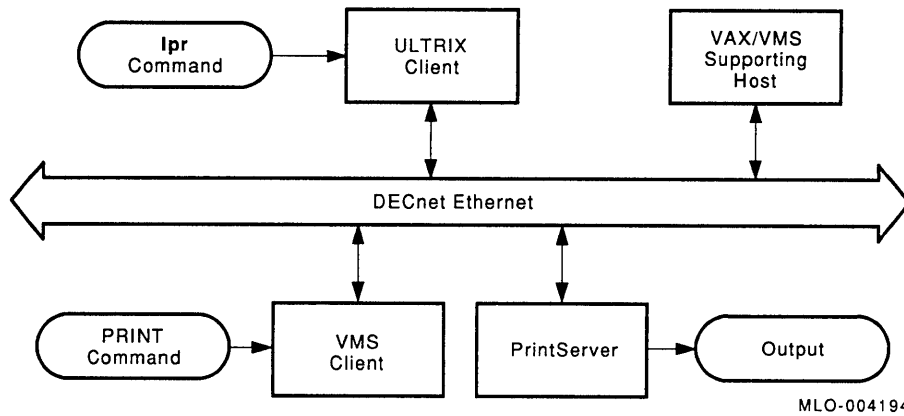 lpr
Command
ULTRIX
Client
VAX/VMS
Supporting
Host
DECnet Ethernet
PRINT
Command
VMS
Client
PrintServer
Output
MLO-004194